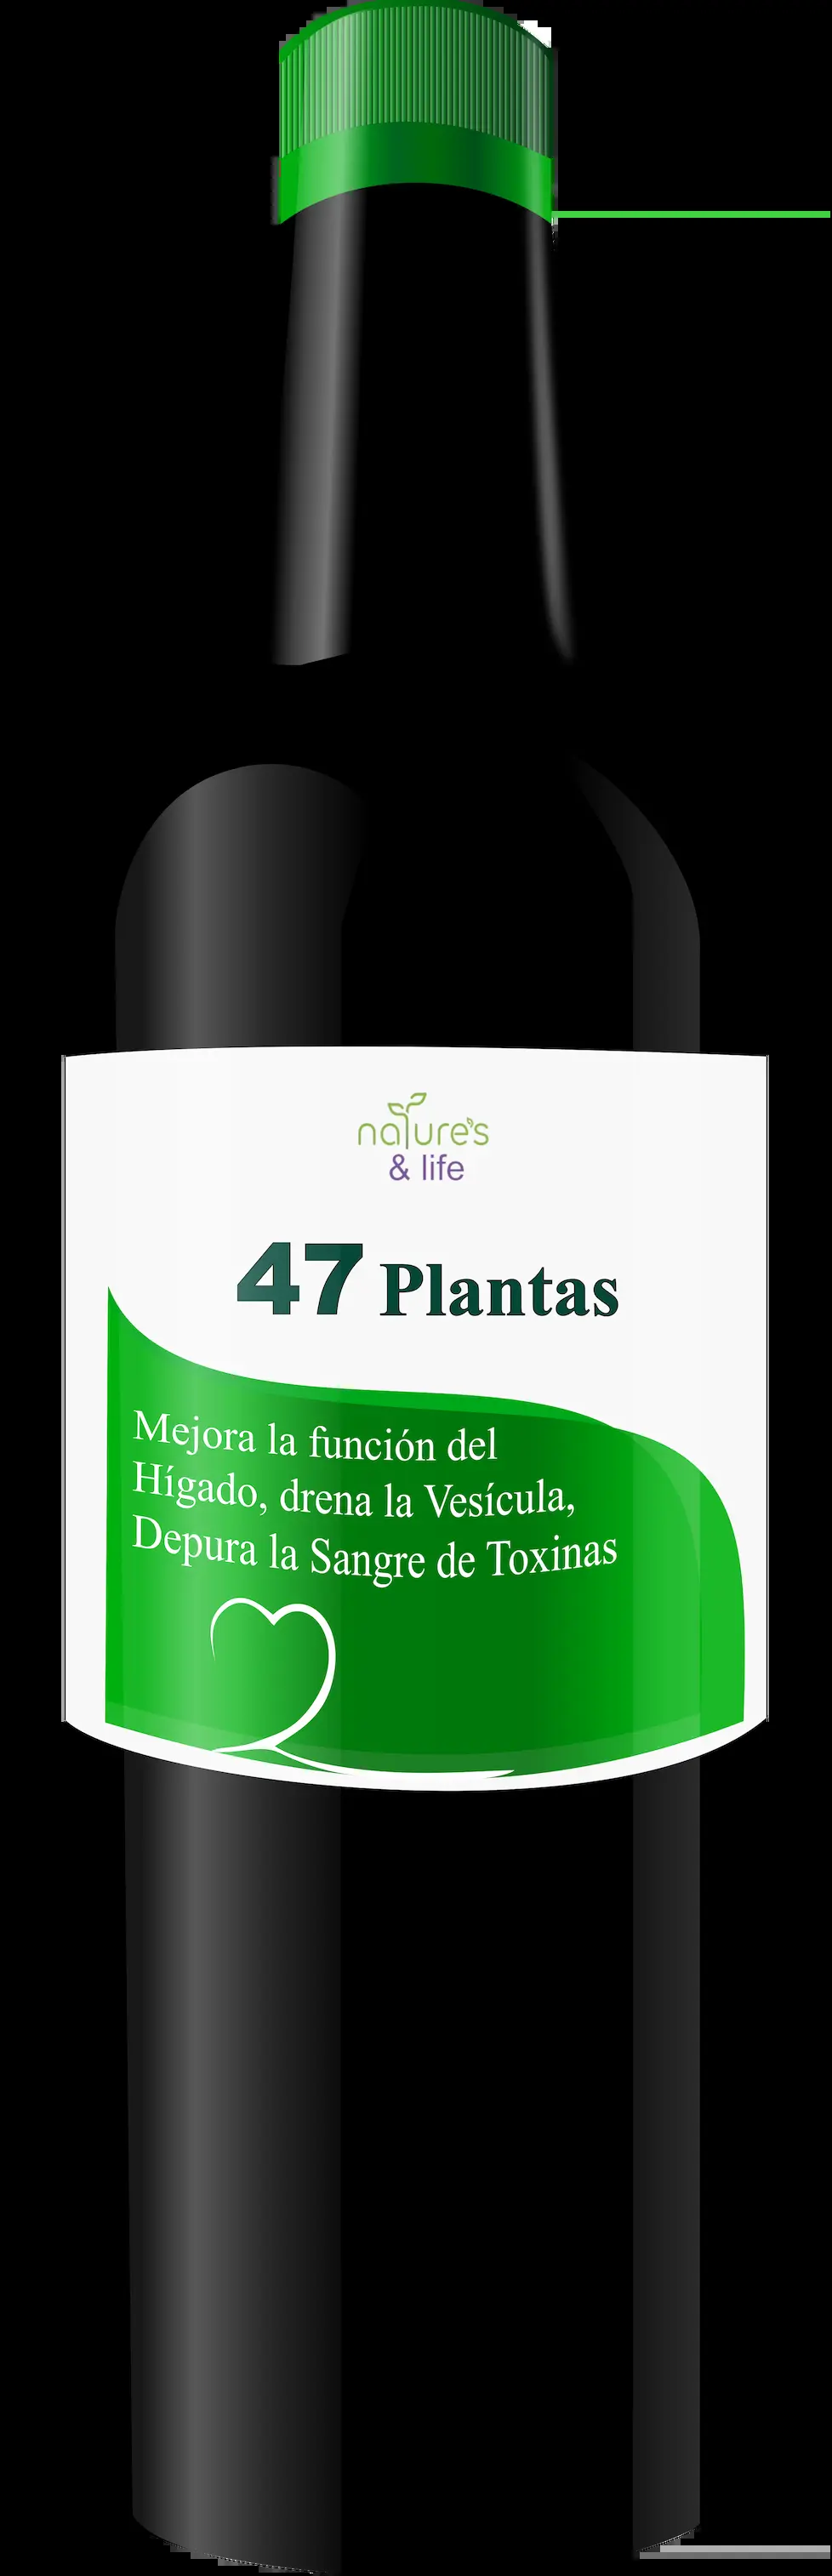 nature's
& life
47 Plantas
Mejora la función del
Hígado, drena la Vesícula,
Depura la Sangre de Toxinas